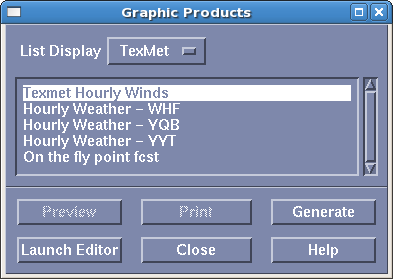 Graphic Products
List Display TexMet
Texmet Hourly Winds
Hourly Weather - WHF
Hourly Weather - YQB
Hourly Weather - YYT
On the fly point fcst
Preview Print Generate
Launch Editor Close Help